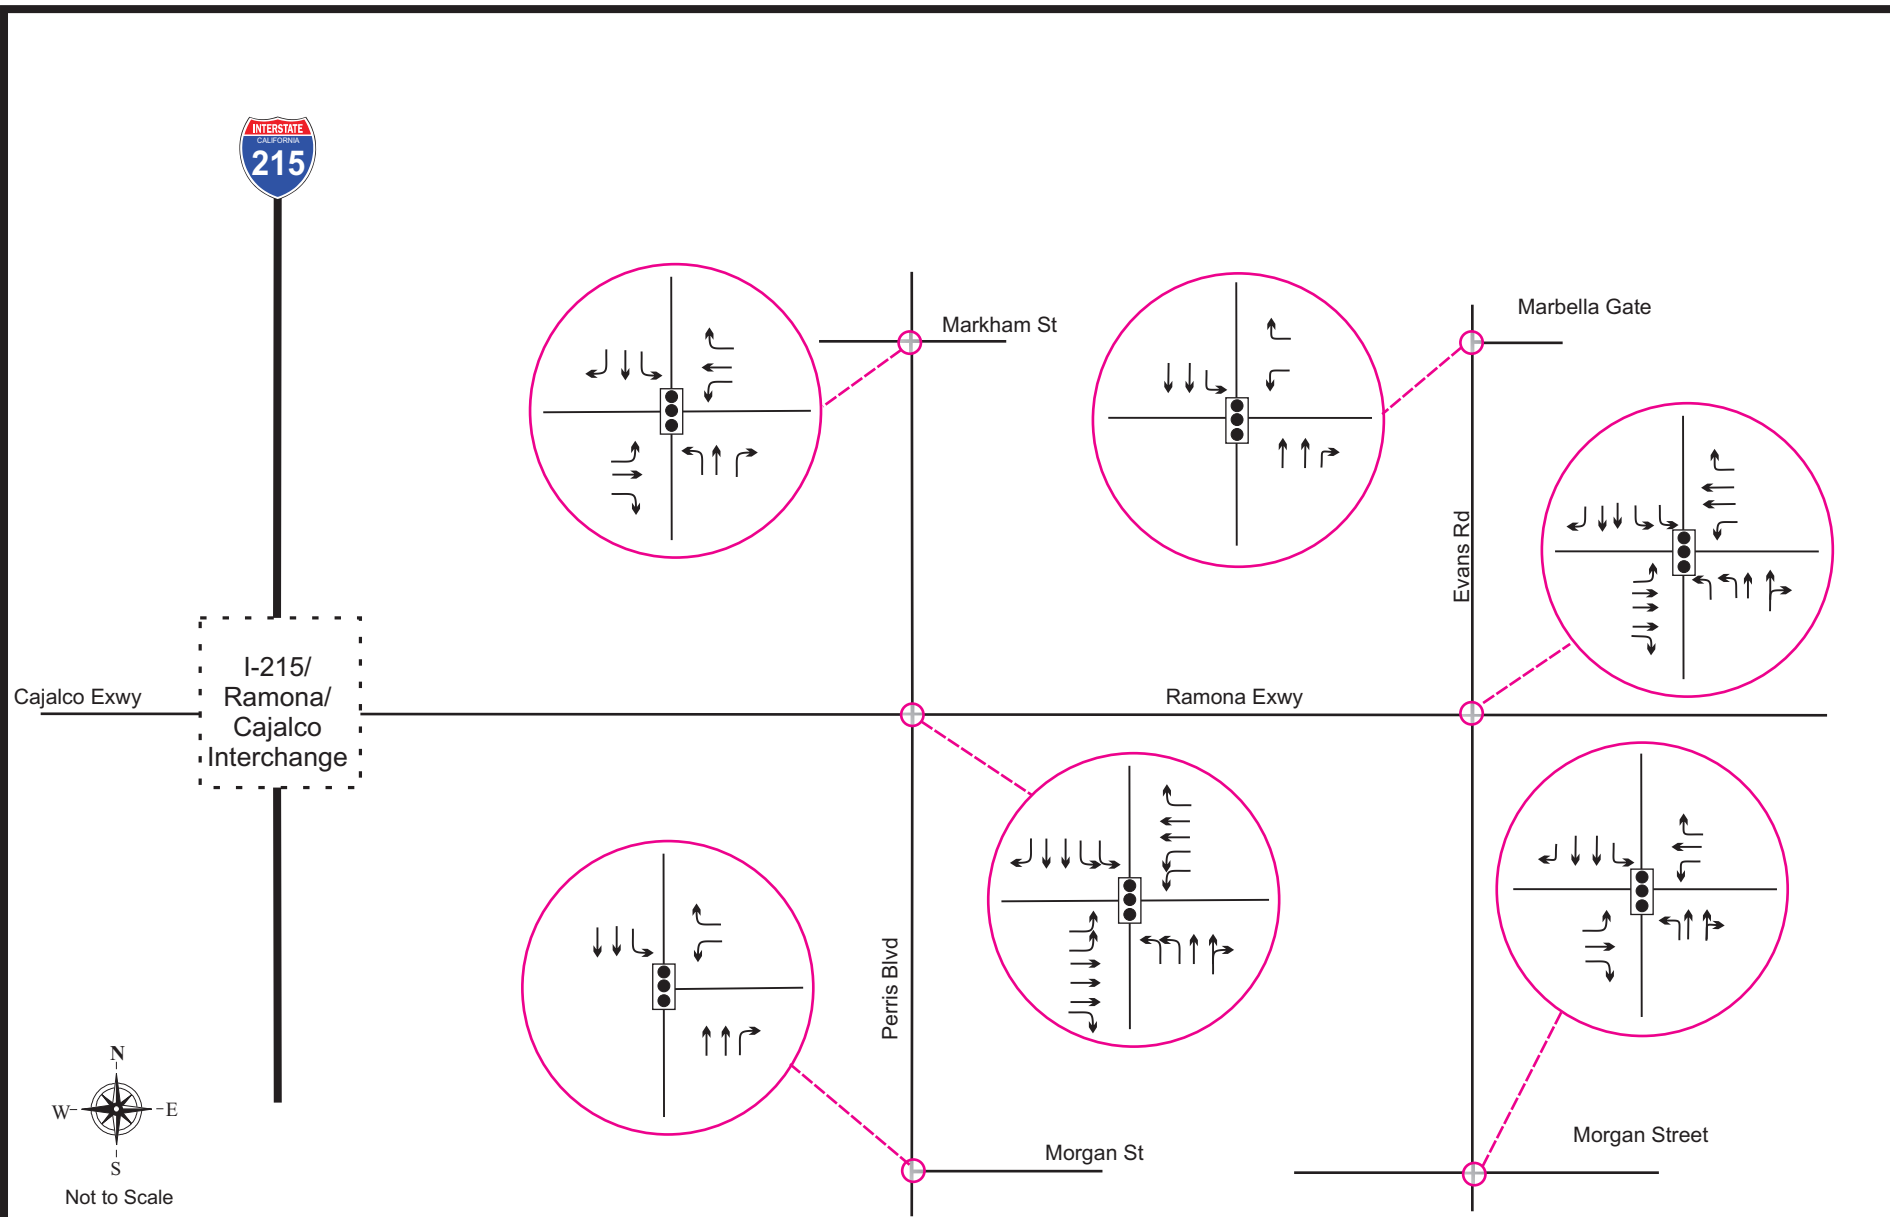 INTERSTATE
CALIFORNIA
215
Markham St
Marbella Gate
Evans Rd
I-215/
Ramona/
Cajalco
Interchange
Cajalco Exwy
Ramona Exwy
Perris Blvd
N
W
E
S
Not to Scale
Morgan St
Morgan Street